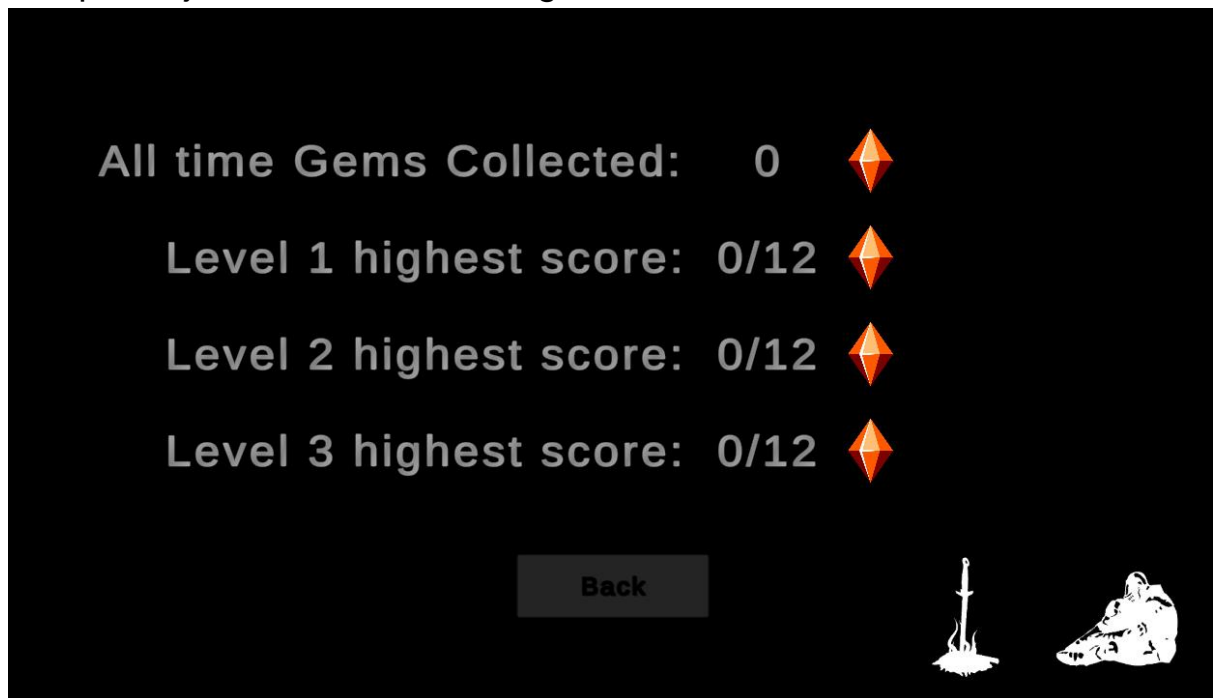 All time Gems Collected: 0
Level 1 highest score: 0/12
Level 2 highest score: 0/12
Level 3 highest score: 0/12
Back